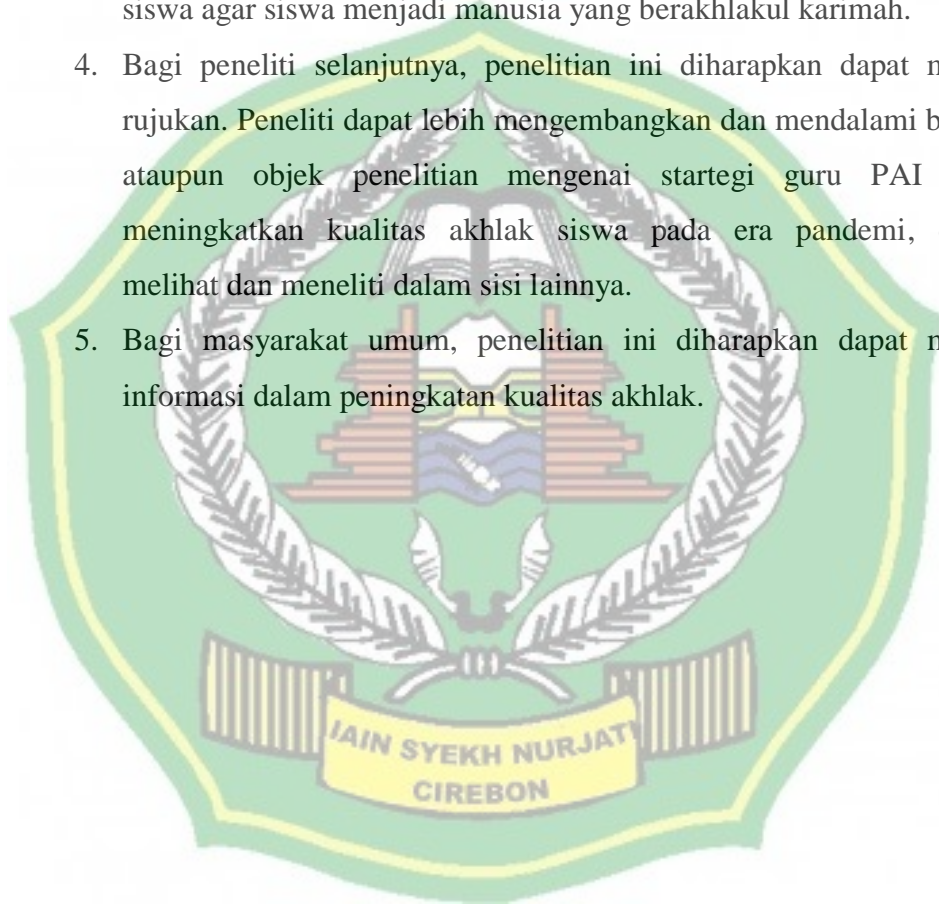 siswa agar siswa menjadi manusia yang berakhlakul karimah.
4. Bagi peneliti selanjutnya, penelitian ini diharapkan dapat
rujukan. Peneliti dapat lebih mengembangkan dan mendalami
ataupun objek penelitian mengenai startegi guru PAI
meningkatkan kualitas akhlak siswa pada era pandemi,
melihat dan meneliti dalam sisi lainnya.
5. Bagi masyarakat umum, penelitian ini diharapkan dapat
informasi dalam peningkatan kualitas akhlak.
IAIN SYEKH NURJATI
CIREBON